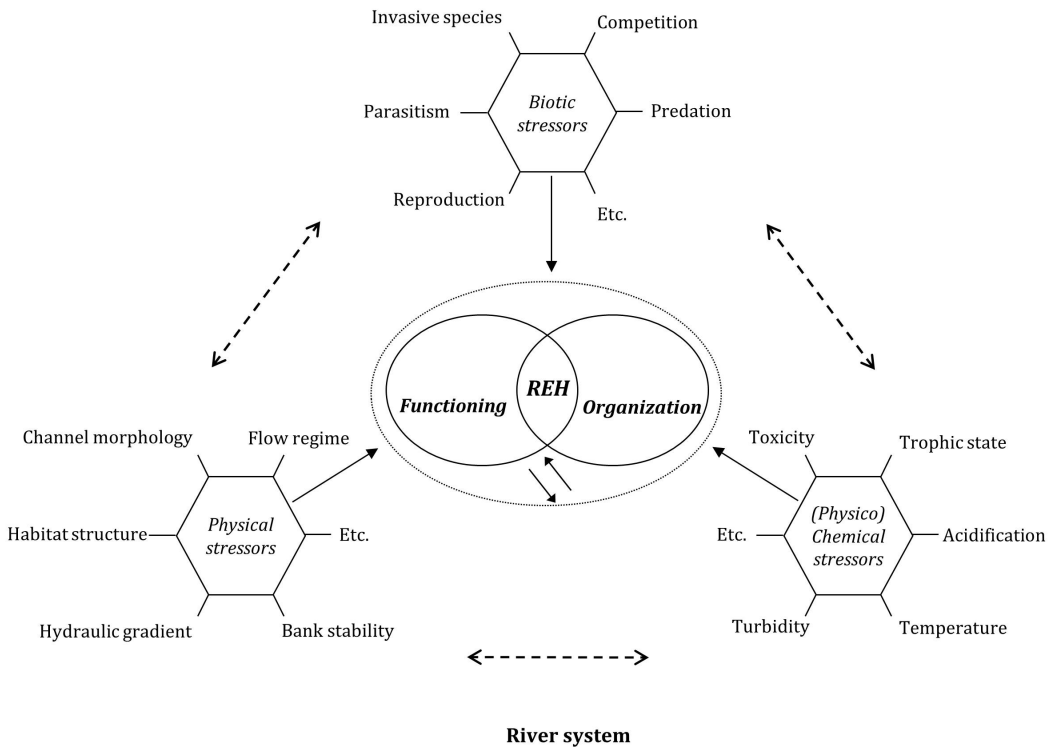 Invasive species
Competition
Parasitism
Biotic
stressors
Predation
Reproduction
Etc.
Functioning
REH
Organization
Channel morphology
Flow regime
Habitat structure
Physical
stressors
Etc.
Hydraulic gradient
Bank stability
Toxicity
Trophic state
Etc.
(Physico)
Chemical
stressors
Acidification
Turbidity
Temperature
River system